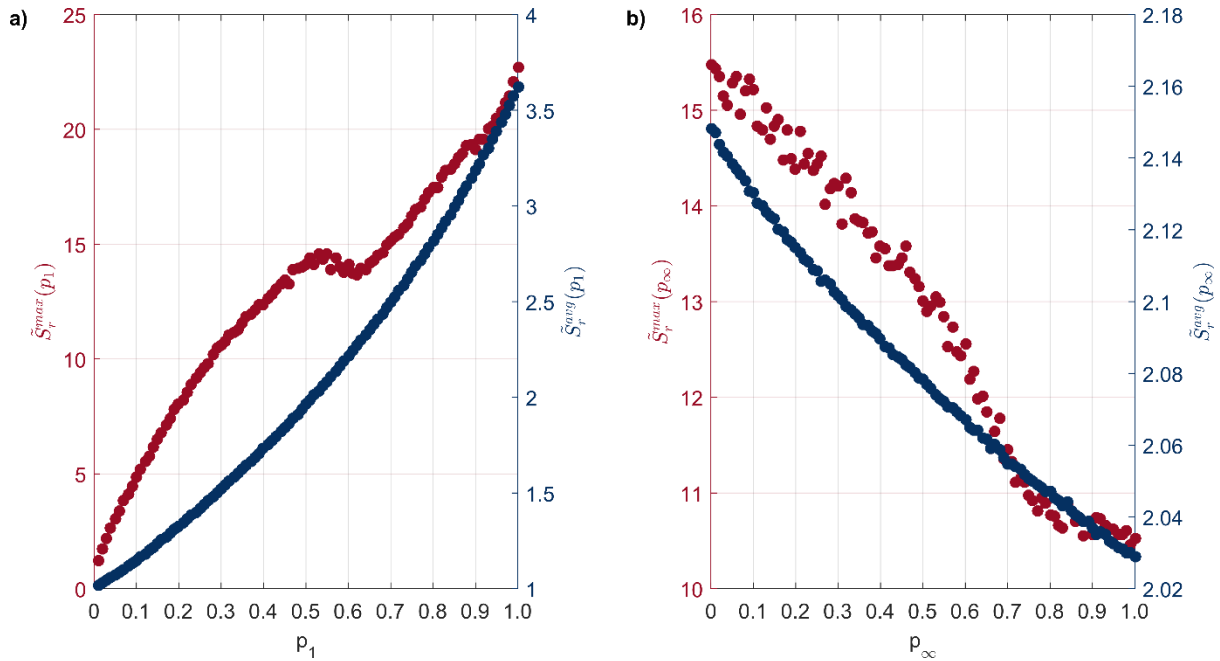 a)
25
20
15
10
5
0
S̃_r^{max}(p_1)
4
3.5
3
2.5
2
1.5
1
S̃_r^{avg}(p_1)
0 0.1 0.2 0.3 0.4 0.5 0.6 0.7 0.8 0.9 1.0
p_1
b)
16
15
14
13
12
11
10
S̃_r^{max}(p_∞)
2.18
2.16
2.14
2.12
2.1
2.08
2.06
2.04
2.02
S̃_r^{avg}(p_∞)
0 0.1 0.2 0.3 0.4 0.5 0.6 0.7 0.8 0.9 1.0
p_∞